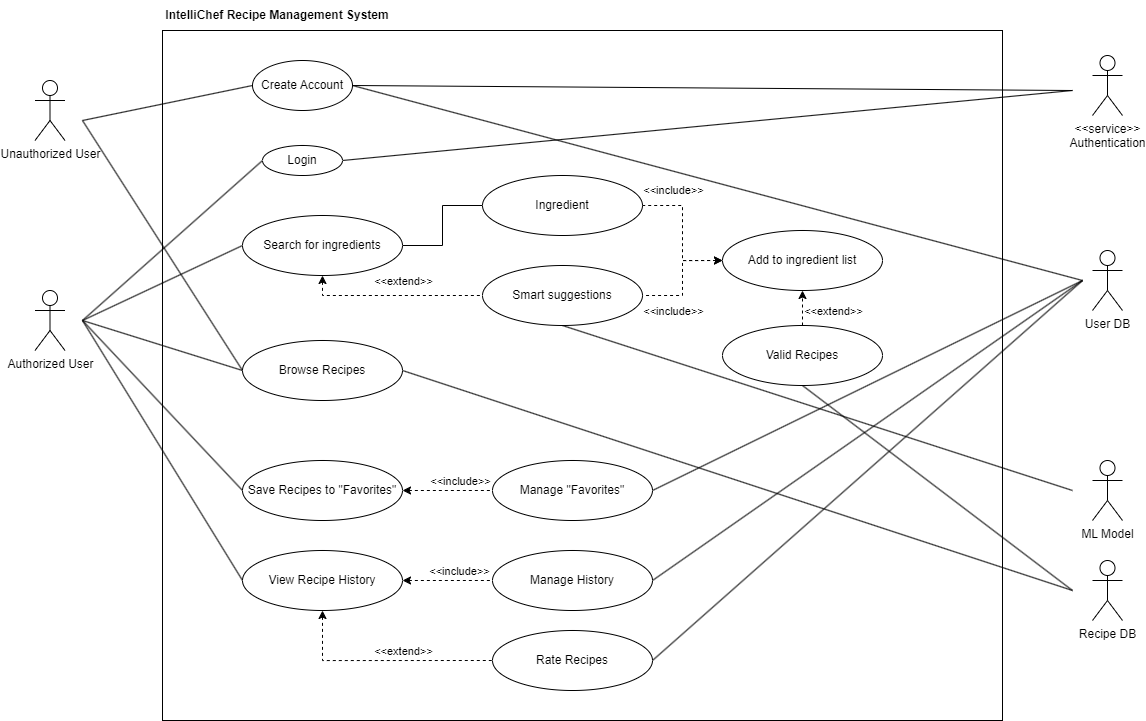 IntelliChef Recipe Management System
Create Account
Unauthorized User
<<service>>
Authentication
Login
<<include>>
Ingredient
Search for ingredients
Add to ingredient list
<<extend>>
Smart suggestions
<<include>>
<<extend>>
User DB
Authorized User
Valid Recipes
Browse Recipes
<<include>>
Save Recipes to "Favorites"
Manage "Favorites"
ML Model
<<include>>
View Recipe History
Manage History
Recipe DB
<<extend>>
Rate Recipes